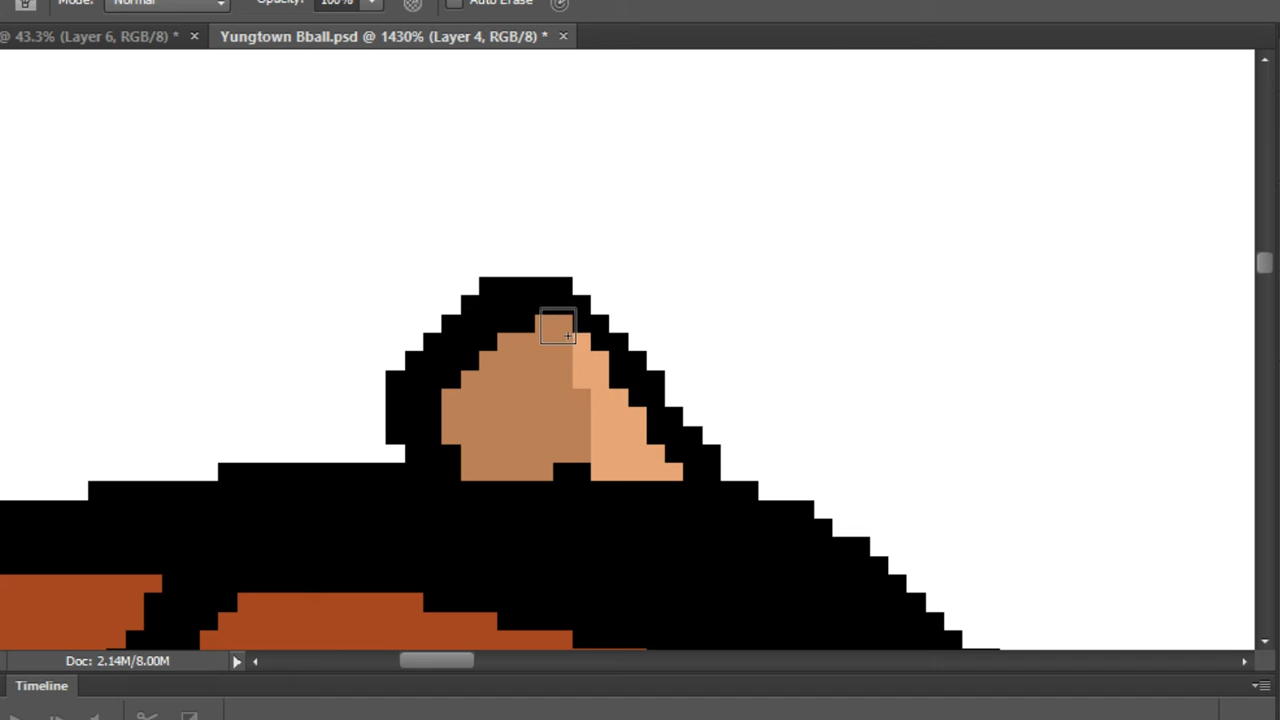 Mode: Normal Opacity: 100% Auto Erase
@ 43.3% (Layer 6, RGB/8) * × Yungtown Bball.psd @ 1430% (Layer 4, RGB/8) * ×
Doc: 2.14M/8.00M
Timeline